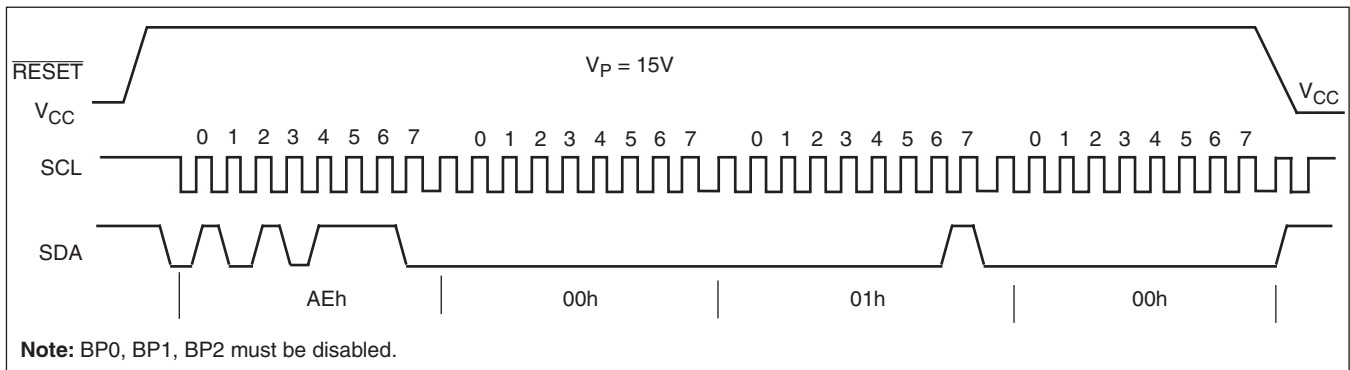 RESET
V_P = 15V
V_CC
V_CC
0 1 2 3 4 5 6 7 0 1 2 3 4 5 6 7 0 1 2 3 4 5 6 7 0 1 2 3 4 5 6 7
SCL
SDA
AEh 00h 01h 00h
Note: BP0, BP1, BP2 must be disabled.